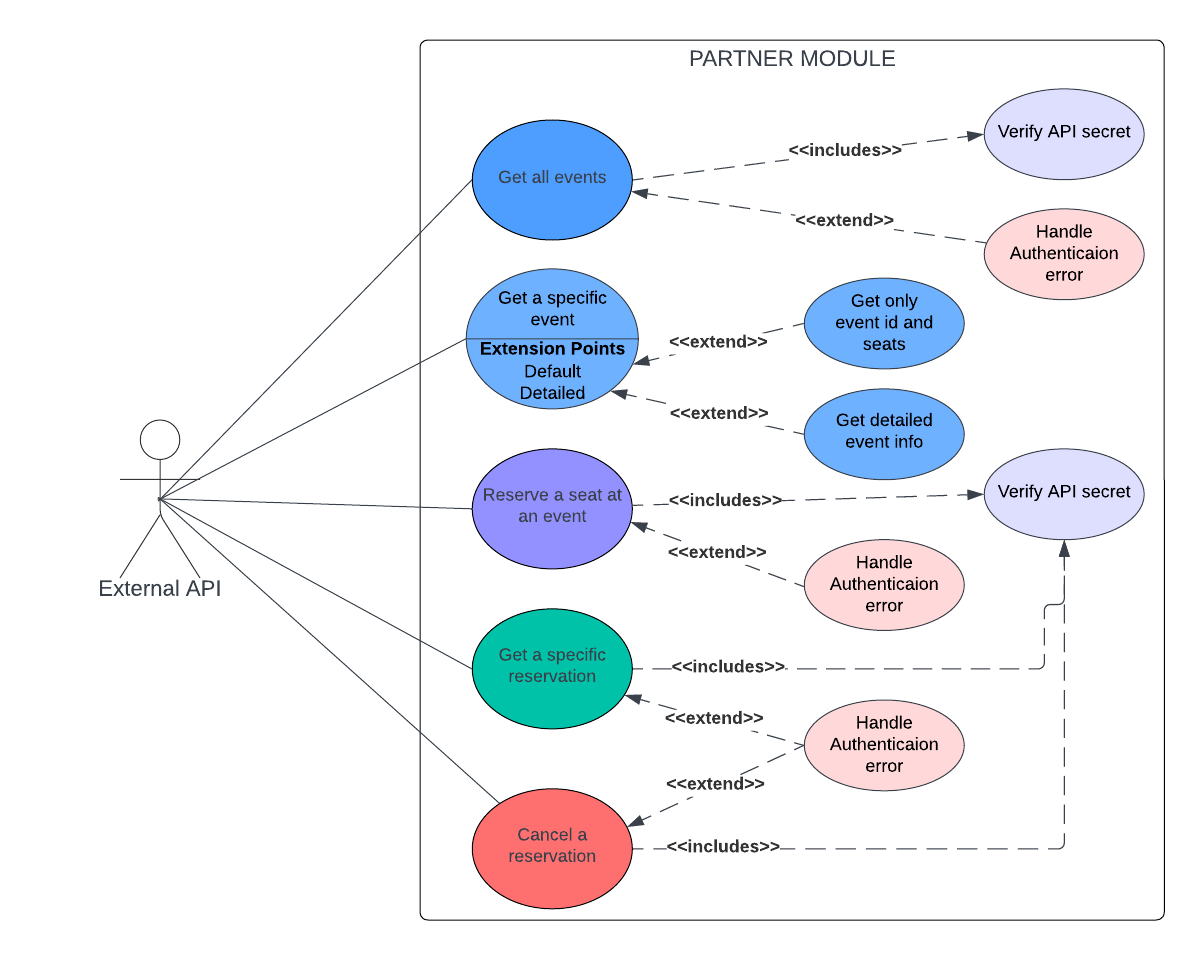 PARTNER MODULE
Verify API secret
<<includes>>
Get all events
<<extend>>
Handle
Authenticaion
error
Get a specific
event
Extension Points
Default
Detailed
<<extend>>
Get only
event id and
seats
<<extend>>
Get detailed
event info
Reserve a seat at
an event
<<includes>>
Verify API secret
<<extend>>
Handle
Authenticaion
error
External API
Get a specific
reservation
<<includes>>
<<extend>>
Handle
Authenticaion
error
<<extend>>
Cancel a
reservation
<<includes>>